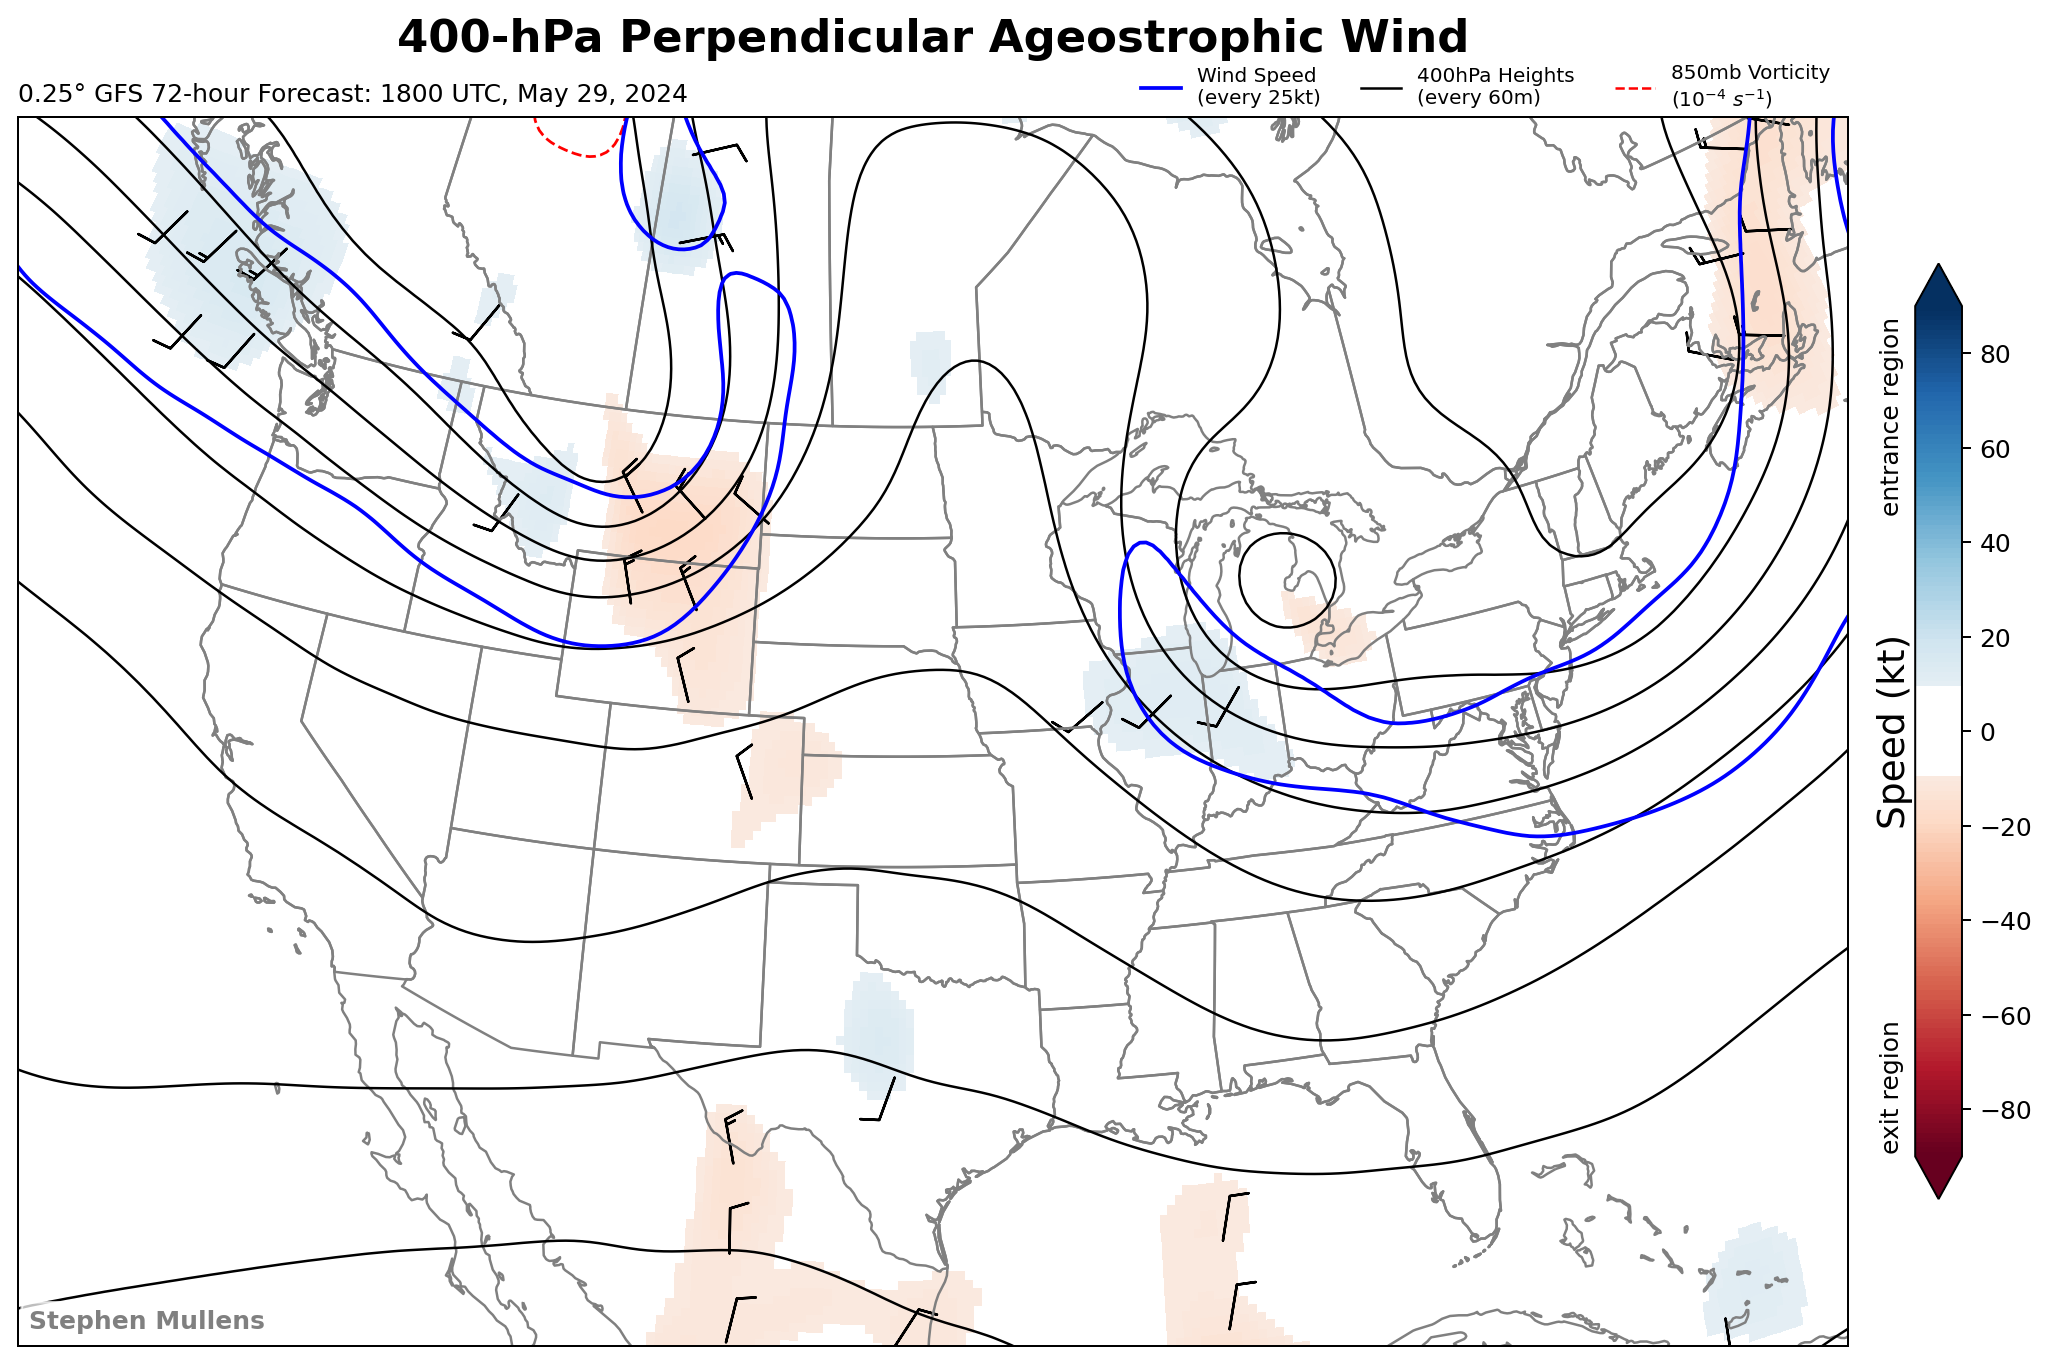 400-hPa Perpendicular Ageostrophic Wind
0.25° GFS 72-hour Forecast: 1800 UTC, May 29, 2024
Wind Speed
(every 25kt)
400hPa Heights
(every 60m)
850mb Vorticity
(10⁻⁴ s⁻¹)
entrance region
Speed (kt)
exit region
80
60
40
20
0
−20
−40
−60
−80
Stephen Mullens